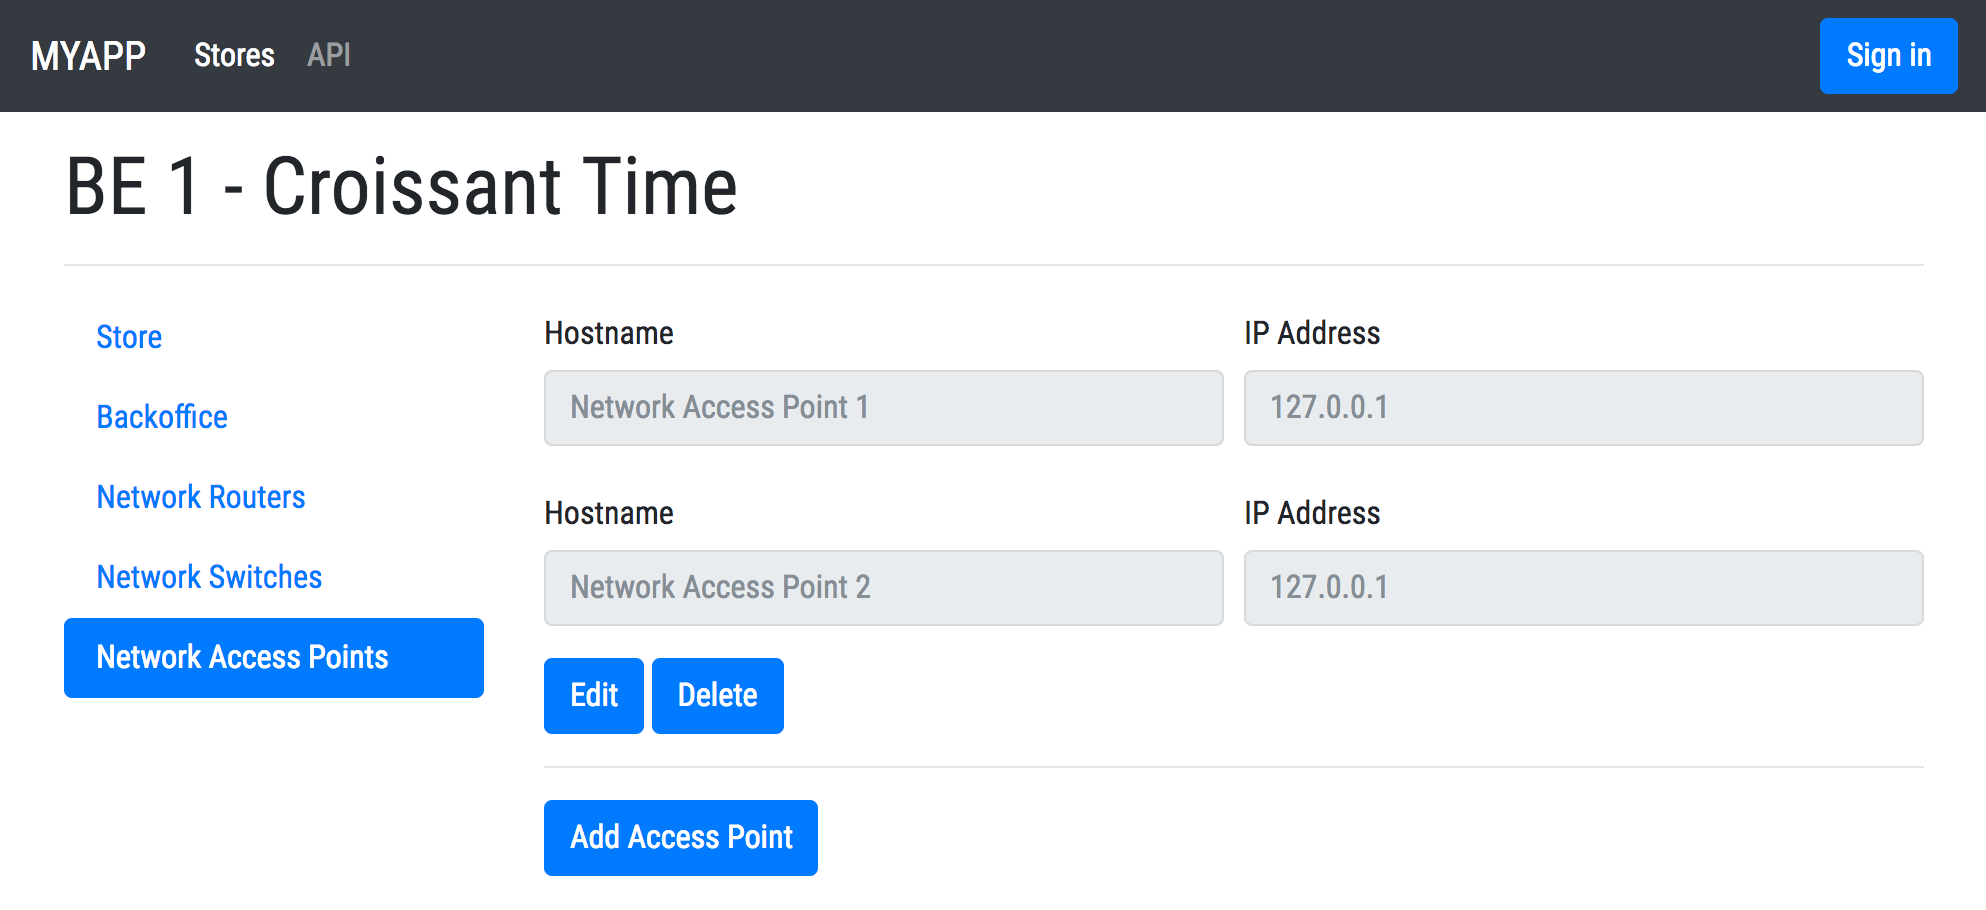 MYAPP Stores API Sign in
BE 1 - Croissant Time
Store
Backoffice
Network Routers
Network Switches
Network Access Points
Hostname IP Address
Network Access Point 1 127.0.0.1
Hostname IP Address
Network Access Point 2 127.0.0.1
Edit Delete
Add Access Point